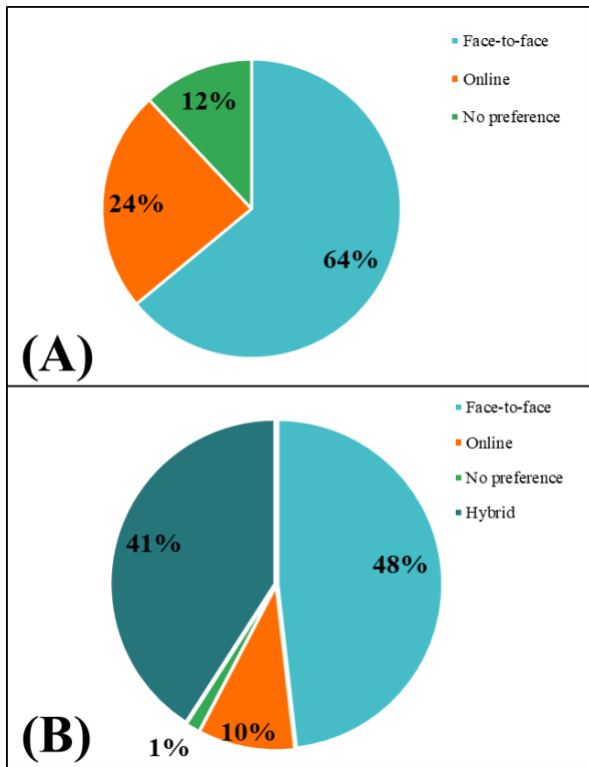 Face-to-face
Online
No preference
12%
24%
64%
(A)
Face-to-face
Online
No preference
Hybrid
41%
48%
10%
1%
(B)